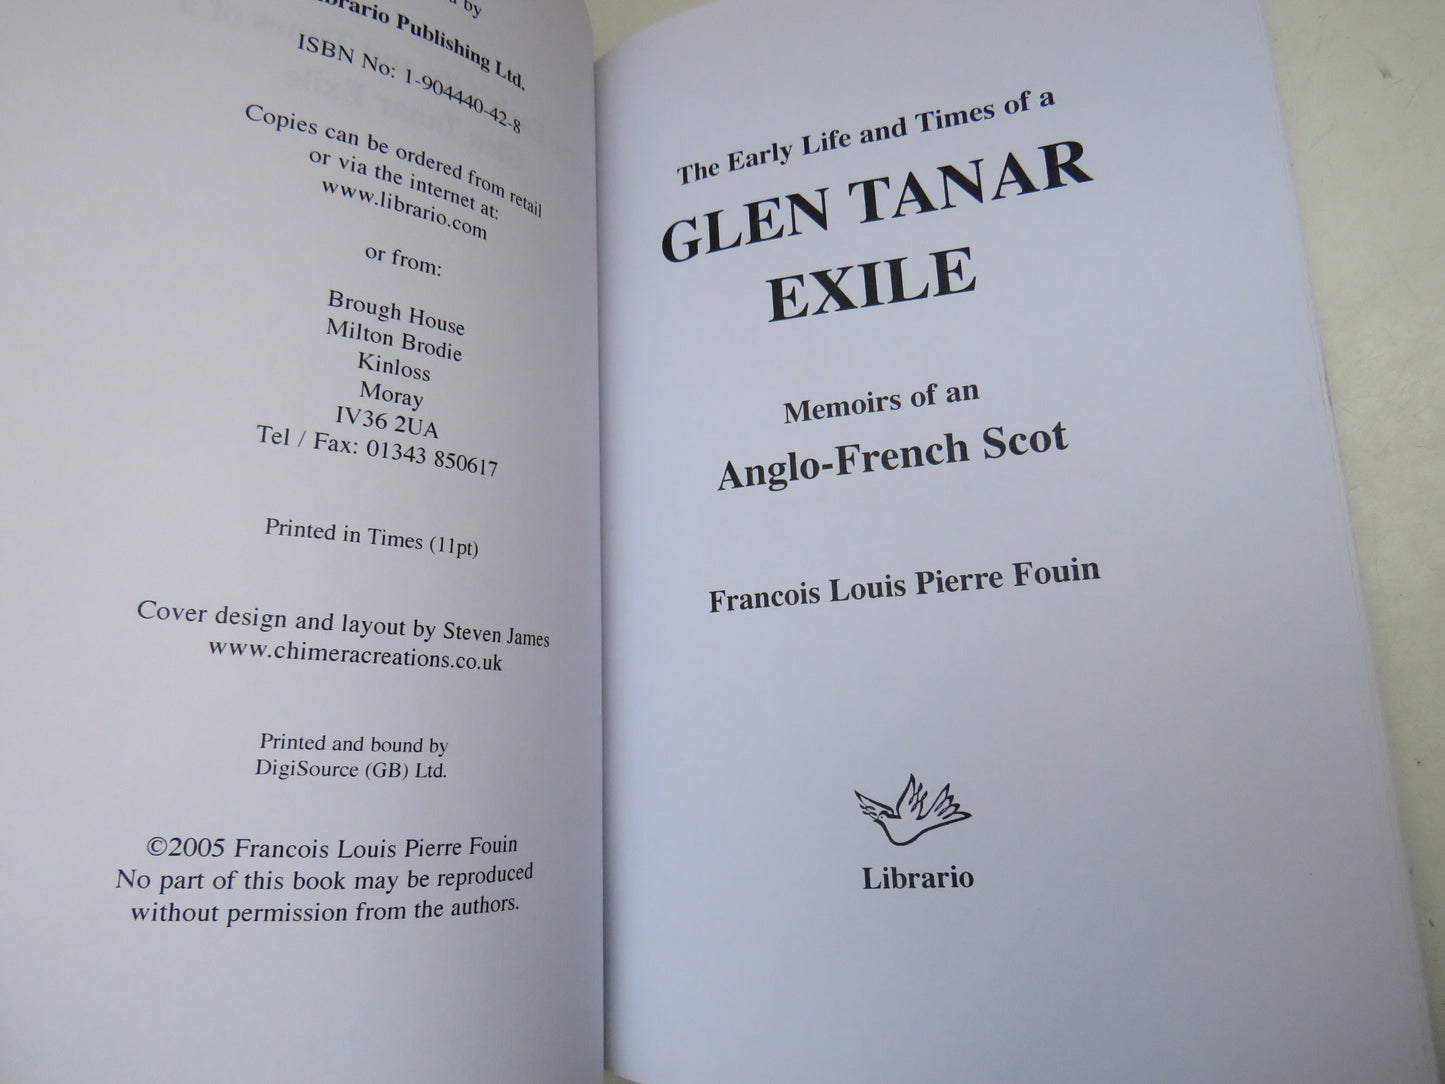 by
Librario Publishing Ltd.
ISBN No: 1-904440-42-8
Copies can be ordered from retail
or via the internet at:
www.librario.com
or from:
Brough House
Milton Brodie
Kinloss
Moray
IV36 2UA
Tel / Fax: 01343 850617
Printed in Times (11pt)
Cover design and layout by Steven James
www.chimeracreations.co.uk
Printed and bound by
DigiSource (GB) Ltd.
©2005 Francois Louis Pierre Fouin
No part of this book may be reproduced
without permission from the authors.
The Early Life and Times of a
GLEN TANAR
EXILE
Memoirs of an
Anglo-French Scot
Francois Louis Pierre Fouin
Librario